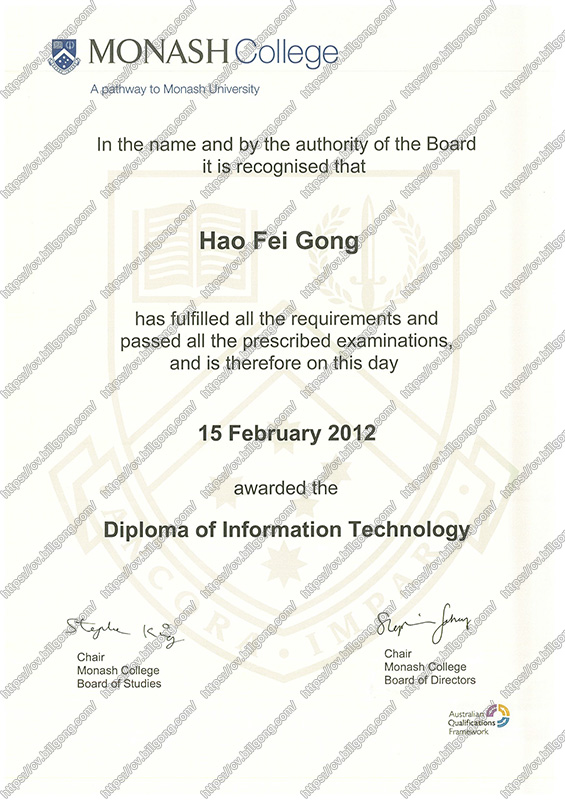 MONASH College
A pathway to Monash University
In the name and by the authority of the Board
it is recognised that
Hao Fei Gong
has fulfilled all the requirements and
passed all the prescribed examinations,
and is therefore on this day
15 February 2012
awarded the
Diploma of Information Technology
ANCORA IMPARO
Stephen King
Chair
Monash College
Board of Studies
Chair
Monash College
Board of Directors
Australian
Qualifications
Framework
https://cv.billgong.com/